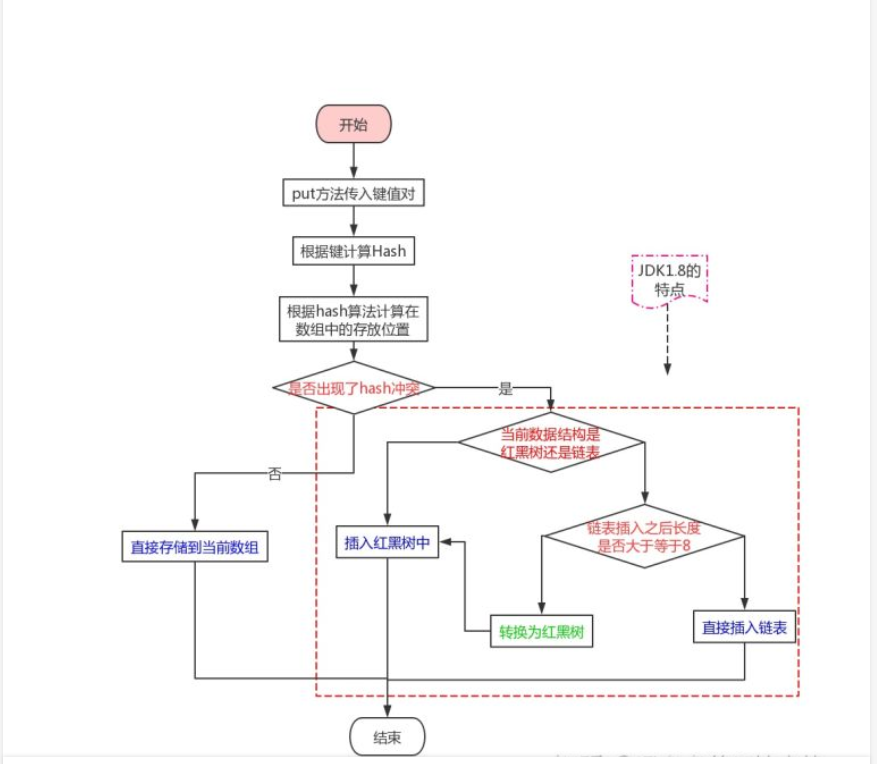 开始
put方法传入键值对
根据键计算Hash
JDK1.8的
特点
根据hash算法计算在
数组中的存放位置
是否出现了hash冲突
是
当前数据结构是
红黑树还是链表
否
链表插入之后长度
是否大于等于8
直接存储到当前数组
插入红黑树中
转换为红黑树
直接插入链表
结束